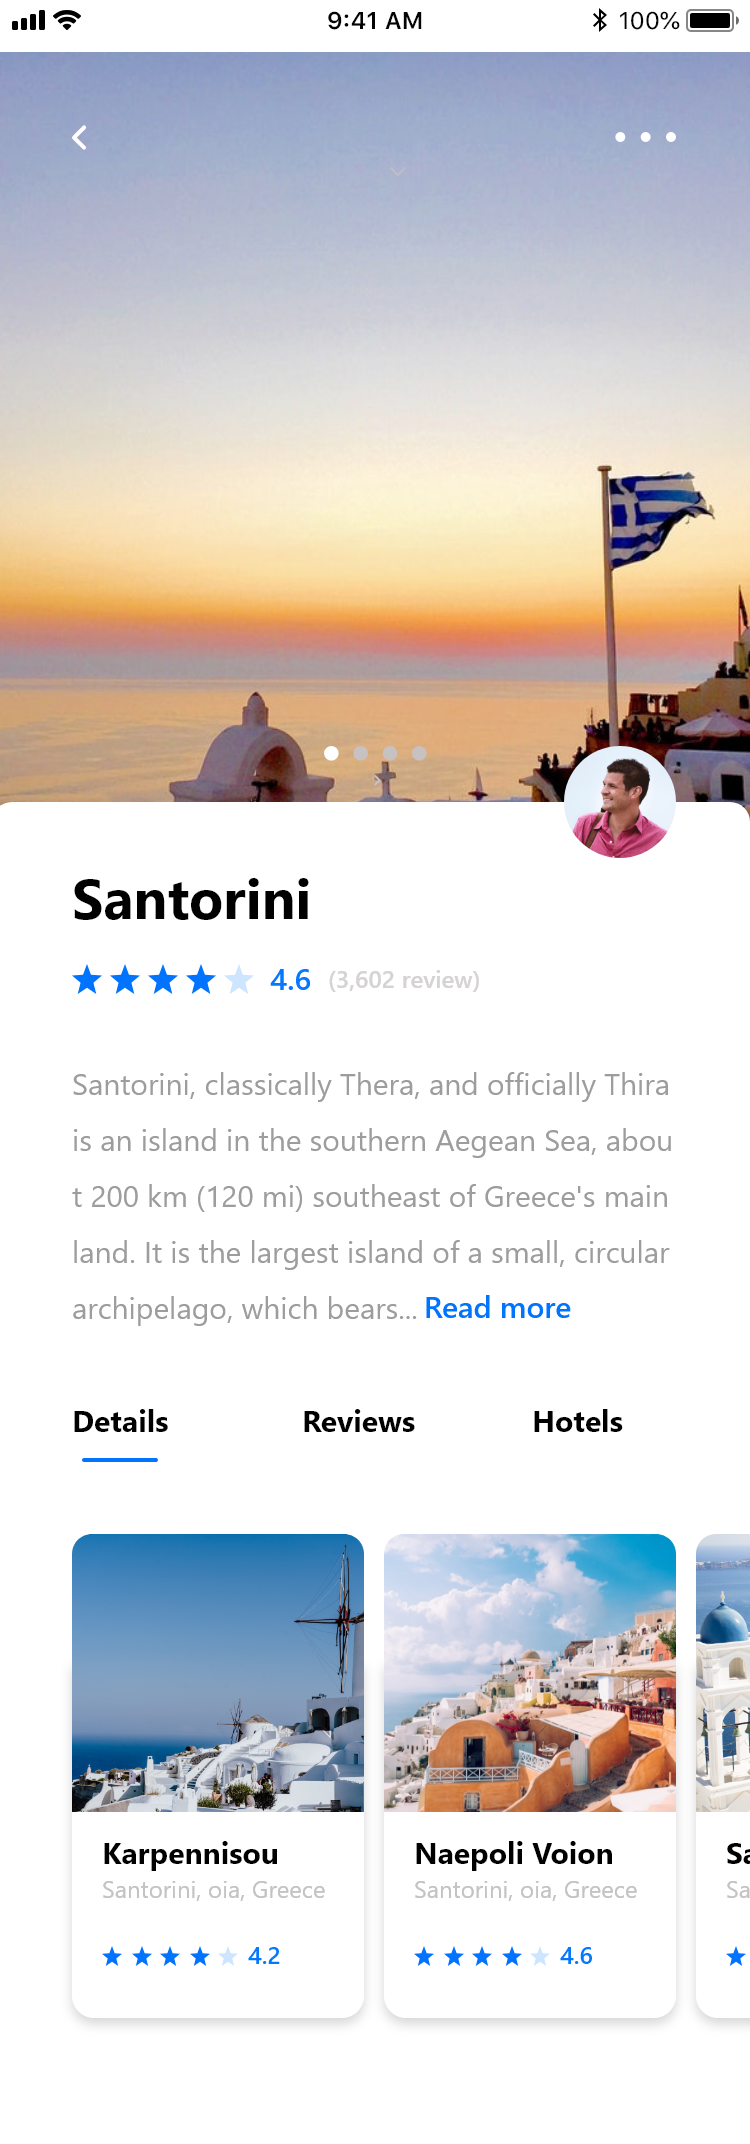 9:41 AM
100%
Santorini
4.6 (3,602 review)
Santorini, classically Thera, and officially Thira
is an island in the southern Aegean Sea, abou
t 200 km (120 mi) southeast of Greece's main
land. It is the largest island of a small, circular
archipelago, which bears... Read more
Details Reviews Hotels
Karpennisou Naepoli Voion Sa
Santorini, oia, Greece Santorini, oia, Greece Sa
4.2 4.6